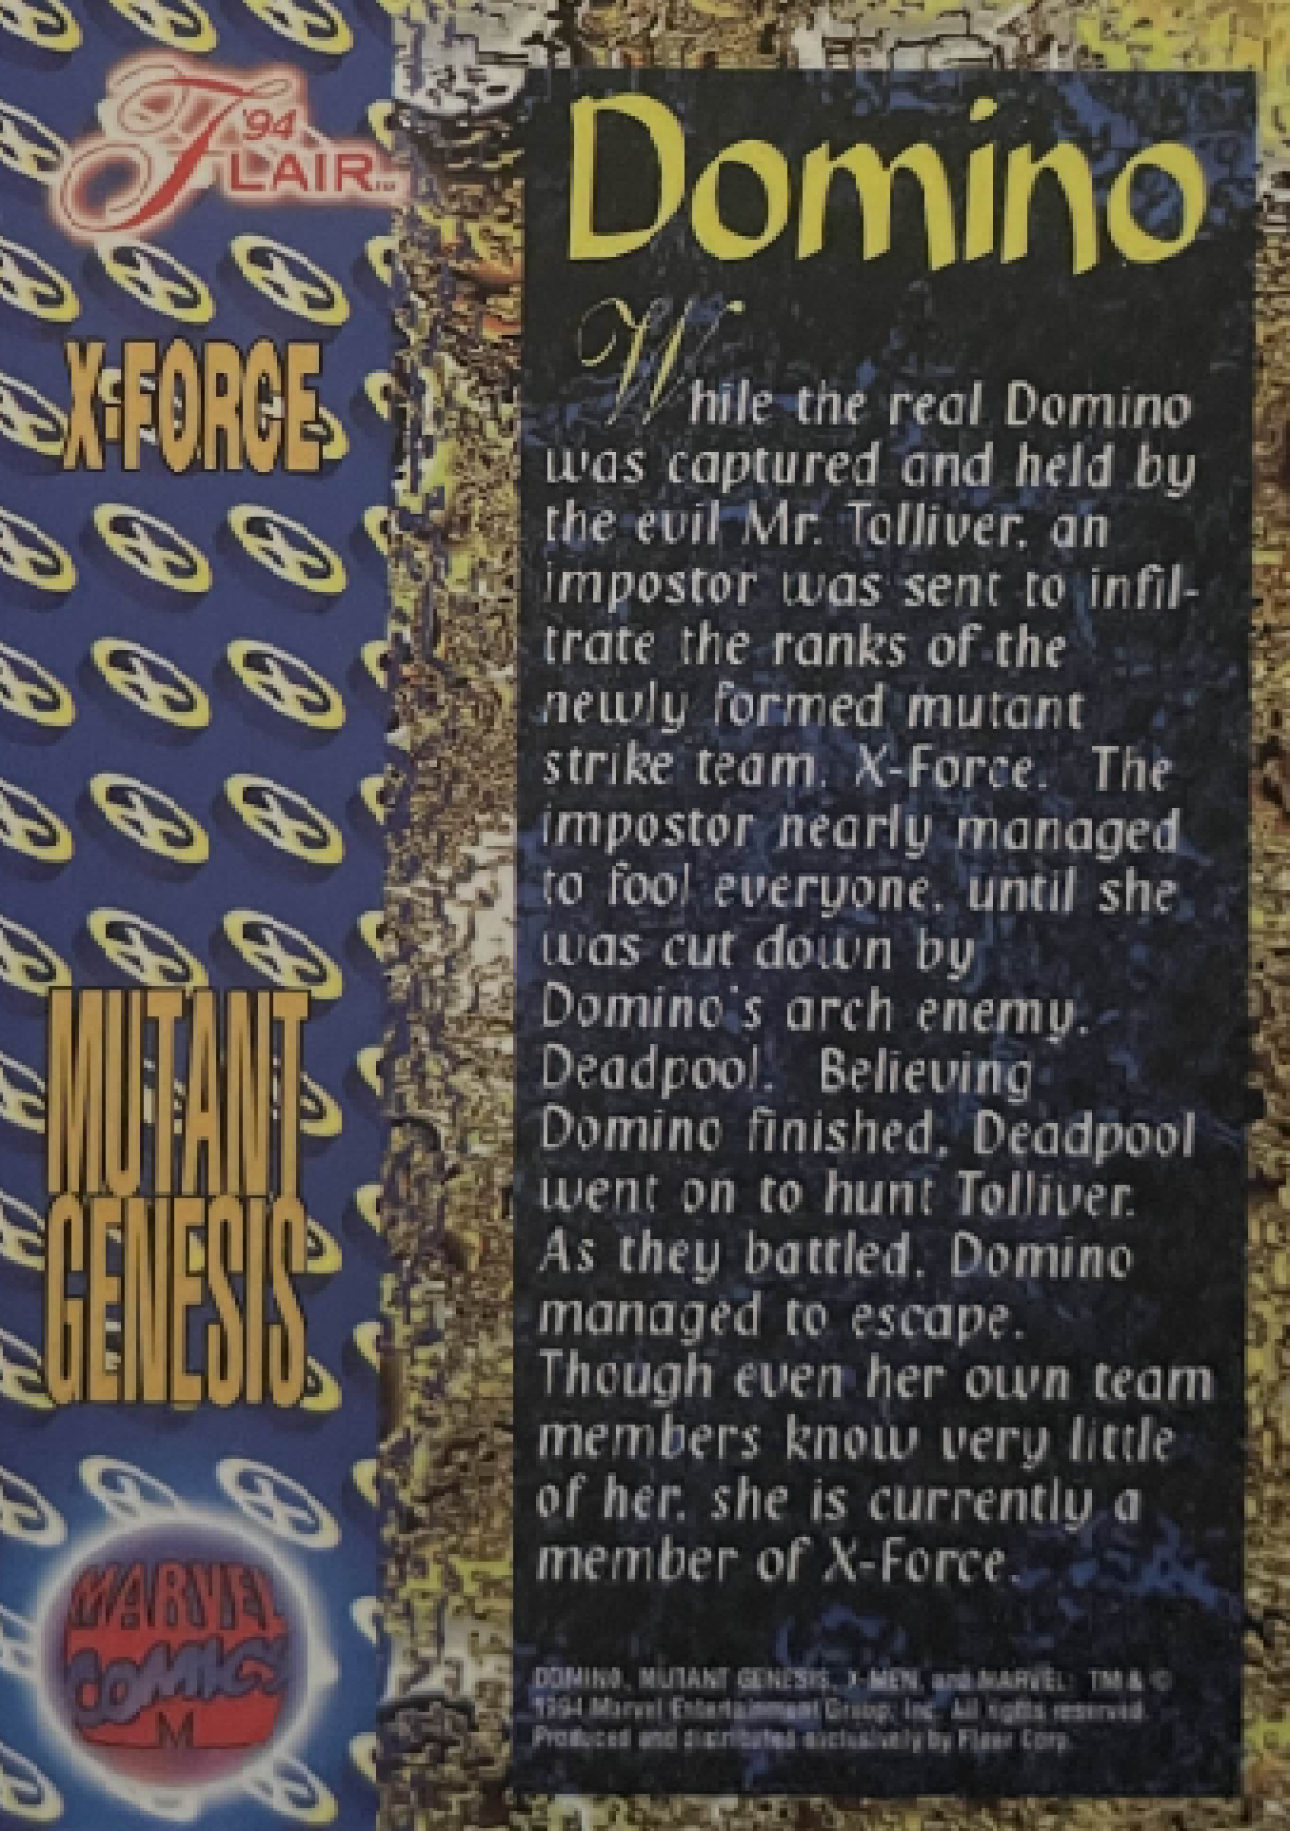 '94
FLAIR TM
X-FORCE
MUTANT
GENESIS
MARVEL
COMICS
M
Domino
While the real Domino
was captured and held by
the evil Mr. Tolliver, an
impostor was sent to infil-
trate the ranks of the
newly formed mutant
strike team, X-Force. The
impostor nearly managed
to fool everyone, until she
was cut down by
Domino's arch enemy,
Deadpool. Believing
Domino finished, Deadpool
went on to hunt Tolliver.
As they battled, Domino
managed to escape.
Though even her own team
members know very little
of her, she is currently a
member of X-Force.
DOMINO, MUTANT GENESIS, X-MEN, and MARVEL: TM & ©
1994 Marvel Entertainment Group, Inc. All rights reserved.
Produced and distributed exclusively by Fleer Corp.